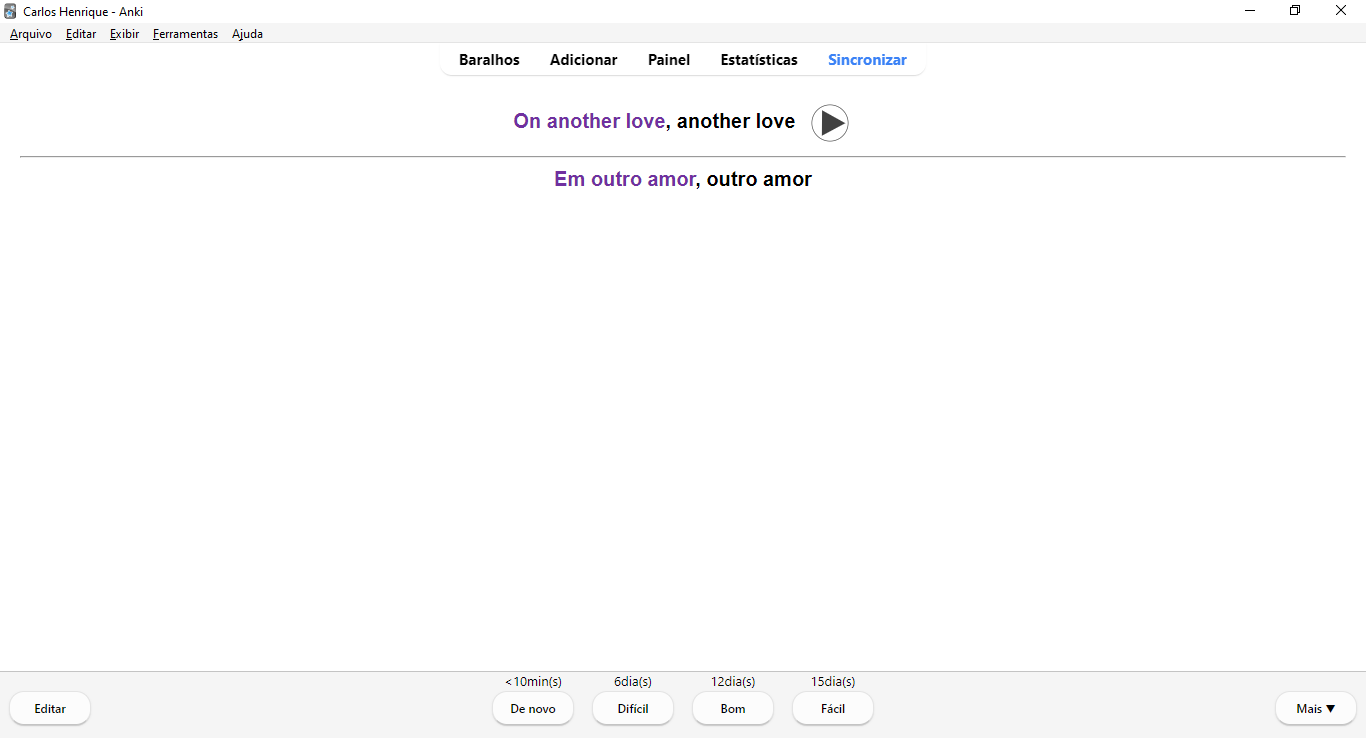 Carlos Henrique - Anki
Arquivo Editar Exibir Ferramentas Ajuda
Baralhos Adicionar Painel Estatísticas Sincronizar
On another love, another love
Em outro amor, outro amor
<10min(s) 6dia(s) 12dia(s) 15dia(s)
Editar De novo Difícil Bom Fácil Mais ▼